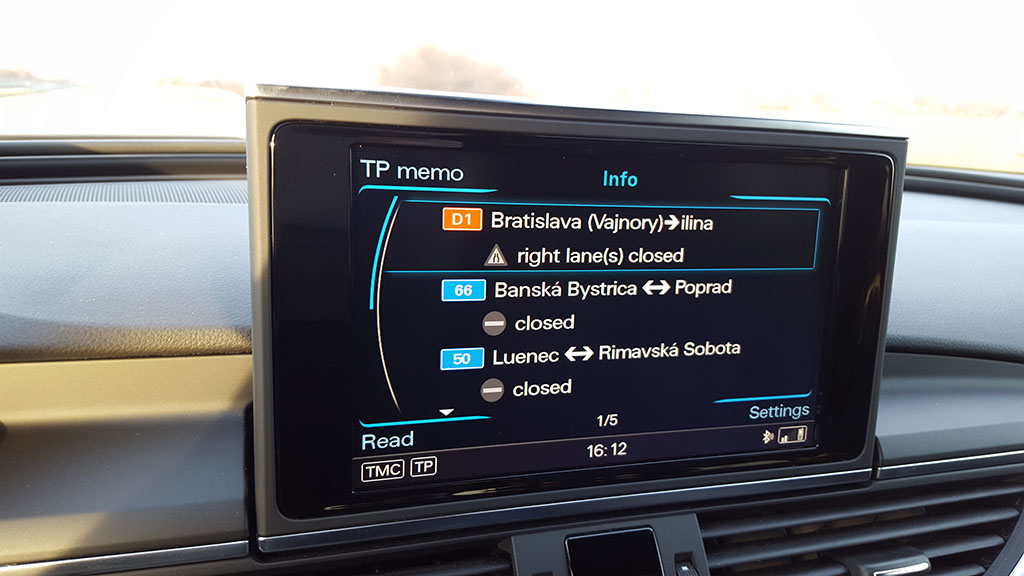 TP memo
Info
D1 Bratislava (Vajnory)➔ilina
right lane(s) closed
66 Banská Bystrica ↔ Poprad
closed
50 Luenec ↔ Rimavská Sobota
closed
1/5
Settings
Read
16:12
TMC TP